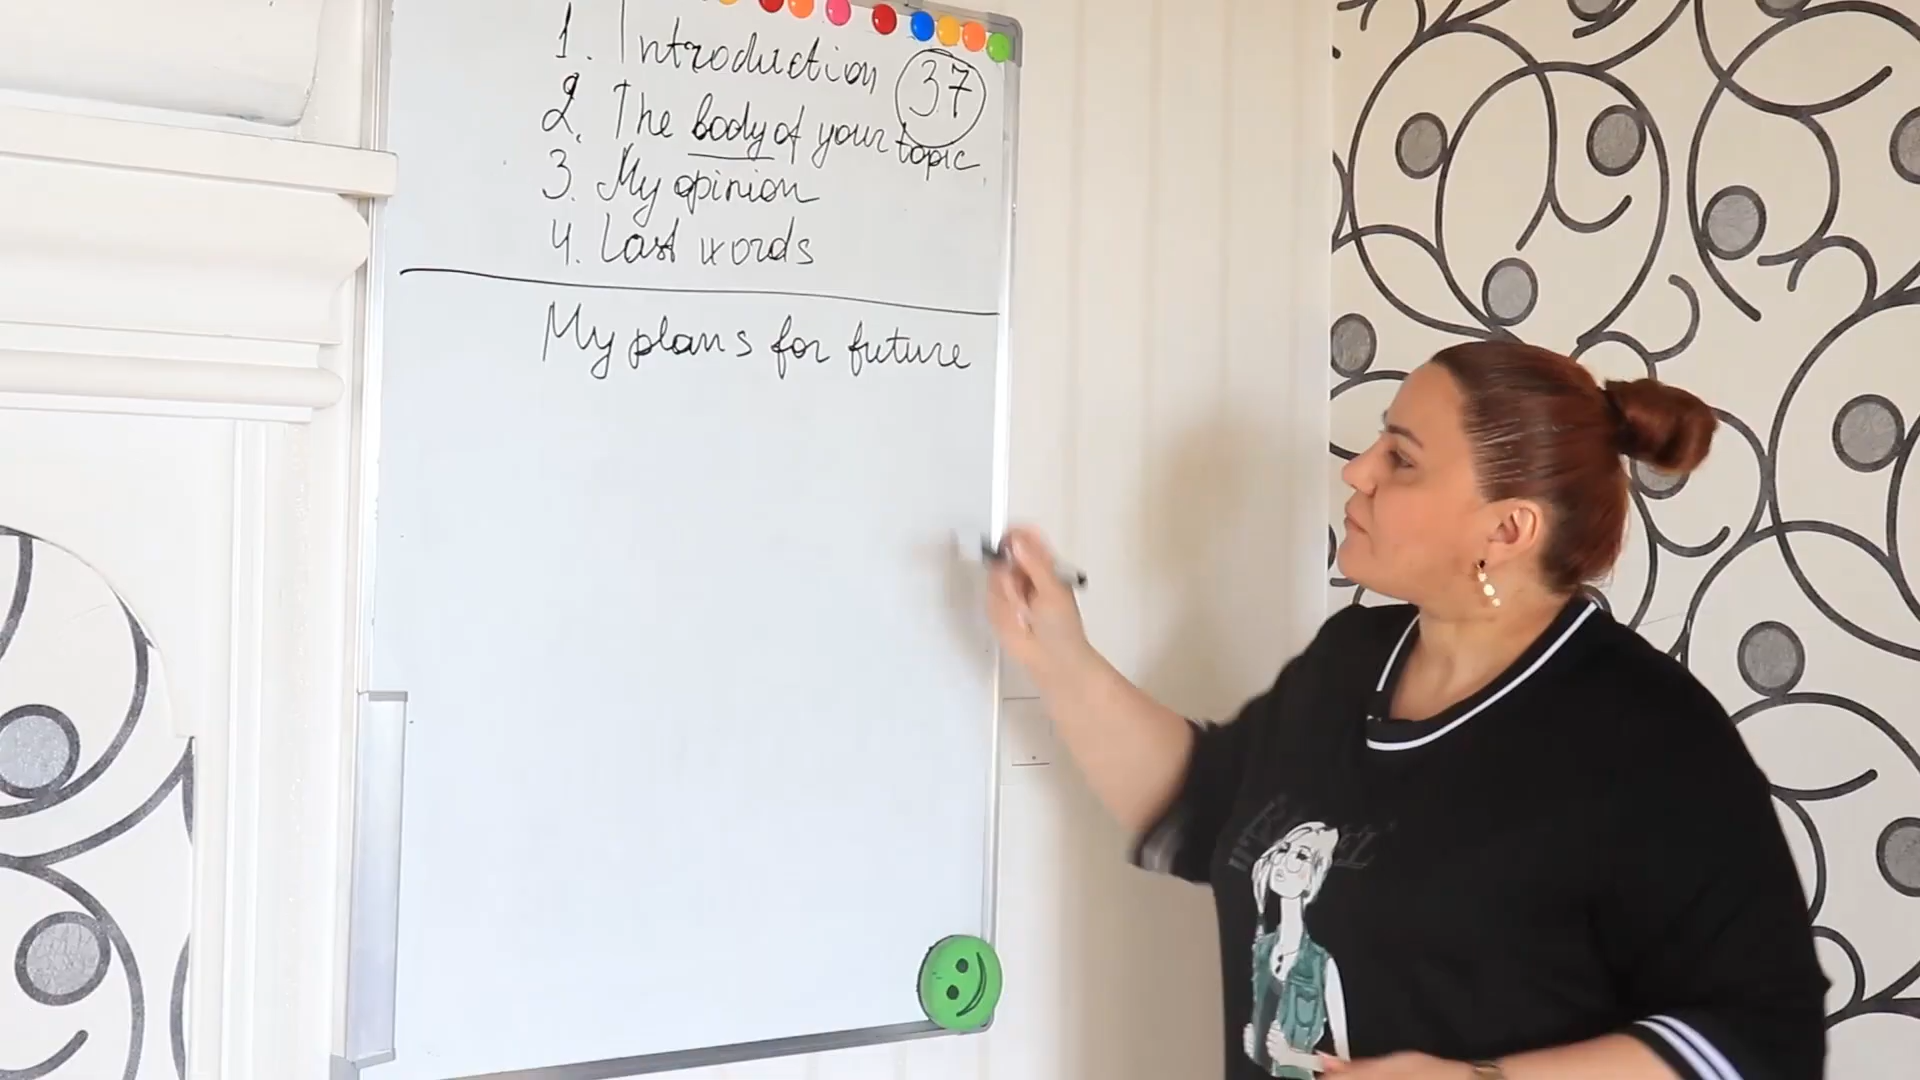 1. Introduction 37
2. The body of your topic
3. My opinion
4. Last words
My plans for future